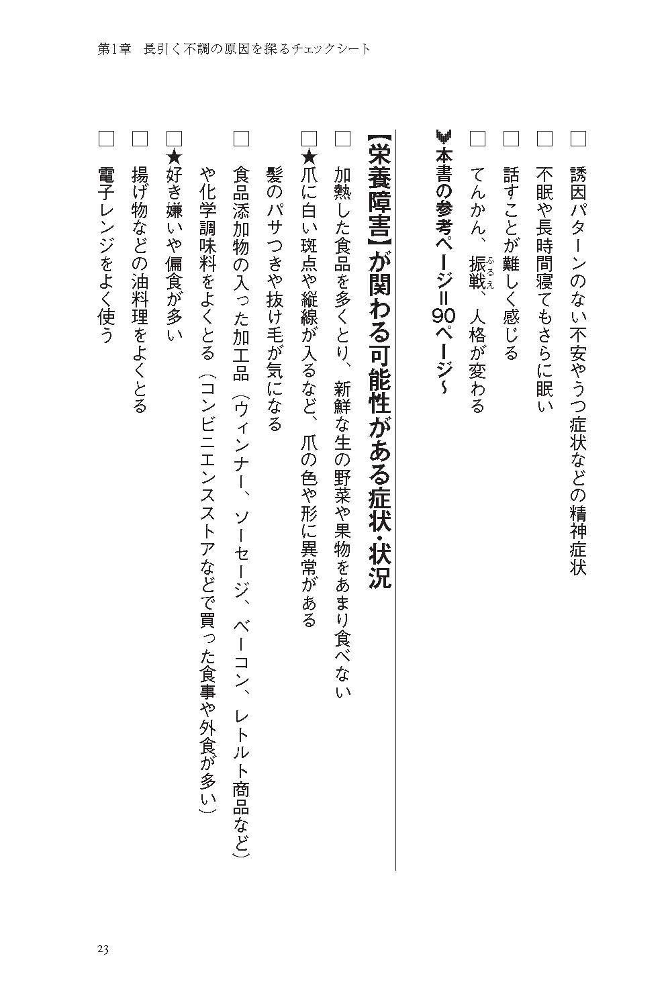 第1章 長引く不調の原因を探るチェックシート
□ 誘因パターンのない不安やうつ症状などの精神症状
□ 不眠や長時間寝てもさらに眠い
□ 話すことが難しく感じる
□ てんかん、振戦、人格が変わる
ふるえ
本書の参考ページ＝90ページ〜
【栄養障害】が関わる可能性がある症状・状況
□ 加熱した食品を多くとり、新鮮な生の野菜や果物をあまり食べない
□★爪に白い斑点や縦線が入るなど、爪の色や形に異常がある
髪のパサつきや抜け毛が気になる
□ 食品添加物の入った加工品（ウィンナー、ソーセージ、ベーコン、レトルト商品など）
や化学調味料をよくとる（コンビニエンスストアなどで買った食事や外食が多い）
□★好き嫌いや偏食が多い
□ 揚げ物などの油料理をよくとる
□ 電子レンジをよく使う
23